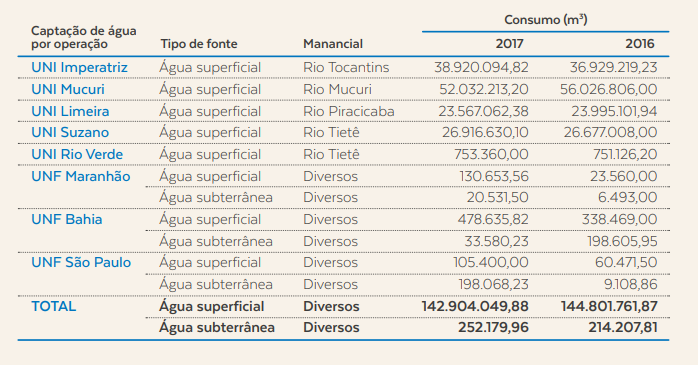 Consumo (m³)
Captação de água
por operação Tipo de fonte Manancial 2017 2016
UNI Imperatriz Água superficial Rio Tocantins 38.920.094,82 36.929.219,23
UNI Mucuri Água superficial Rio Mucuri 52.032.213,20 56.026.806,00
UNI Limeira Água superficial Rio Piracicaba 23.567.062,38 23.995.101,94
UNI Suzano Água superficial Rio Tietê 26.916.630,10 26.677.008,00
UNI Rio Verde Água superficial Rio Tietê 753.360,00 751.126,20
UNF Maranhão Água superficial Diversos 130.653,56 23.560,00
Água subterrânea Diversos 20.531,50 6.493,00
UNF Bahia Água superficial Diversos 478.635,82 338.469,00
Água subterrânea Diversos 33.580,23 198.605,95
UNF São Paulo Água superficial Diversos 105.400,00 60.471,50
Água subterrânea Diversos 198.068,23 9.108,86
TOTAL Água superficial Diversos 142.904.049,88 144.801.761,87
Água subterrânea Diversos 252.179,96 214.207,81